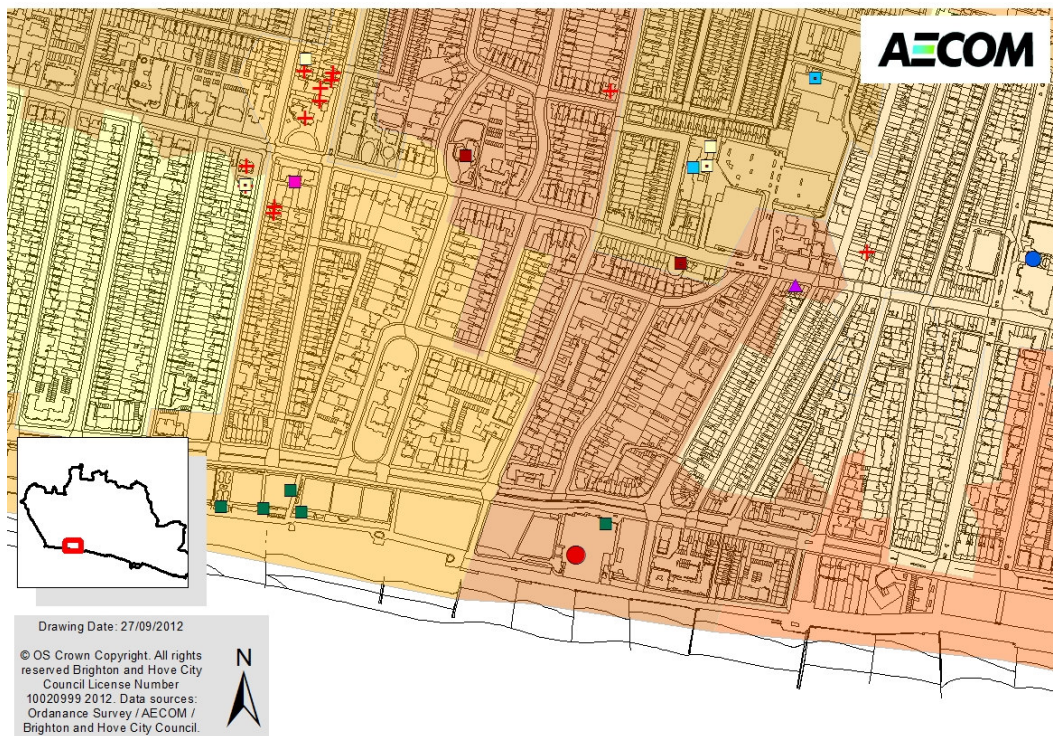 AECOM
Drawing Date: 27/09/2012
© OS Crown Copyright. All rights
reserved Brighton and Hove City
Council License Number
10020999 2012. Data sources:
Ordanance Survey / AECOM /
Brighton and Hove City Council.
N